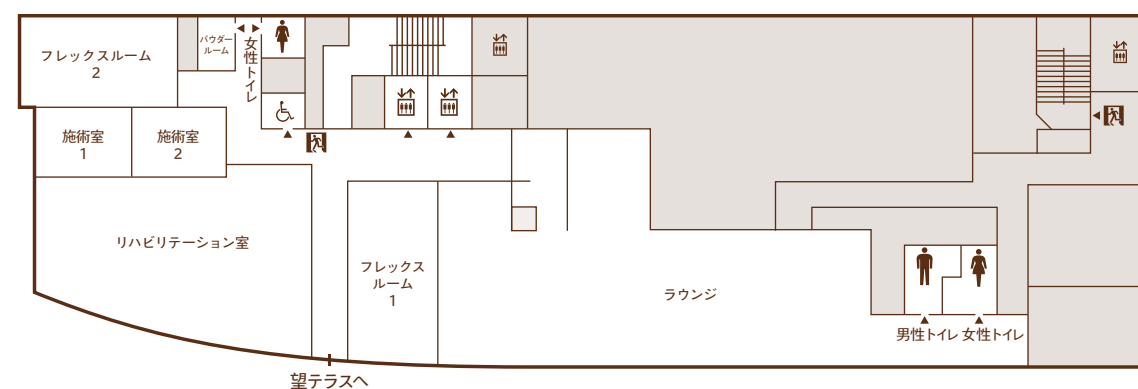 フレックスルーム
2
パウダー
ルーム
女性トイレ
施術室
1
施術室
2
リハビリテーション室
フレックス
ルーム
1
ラウンジ
男性トイレ
女性トイレ
望テラスへ